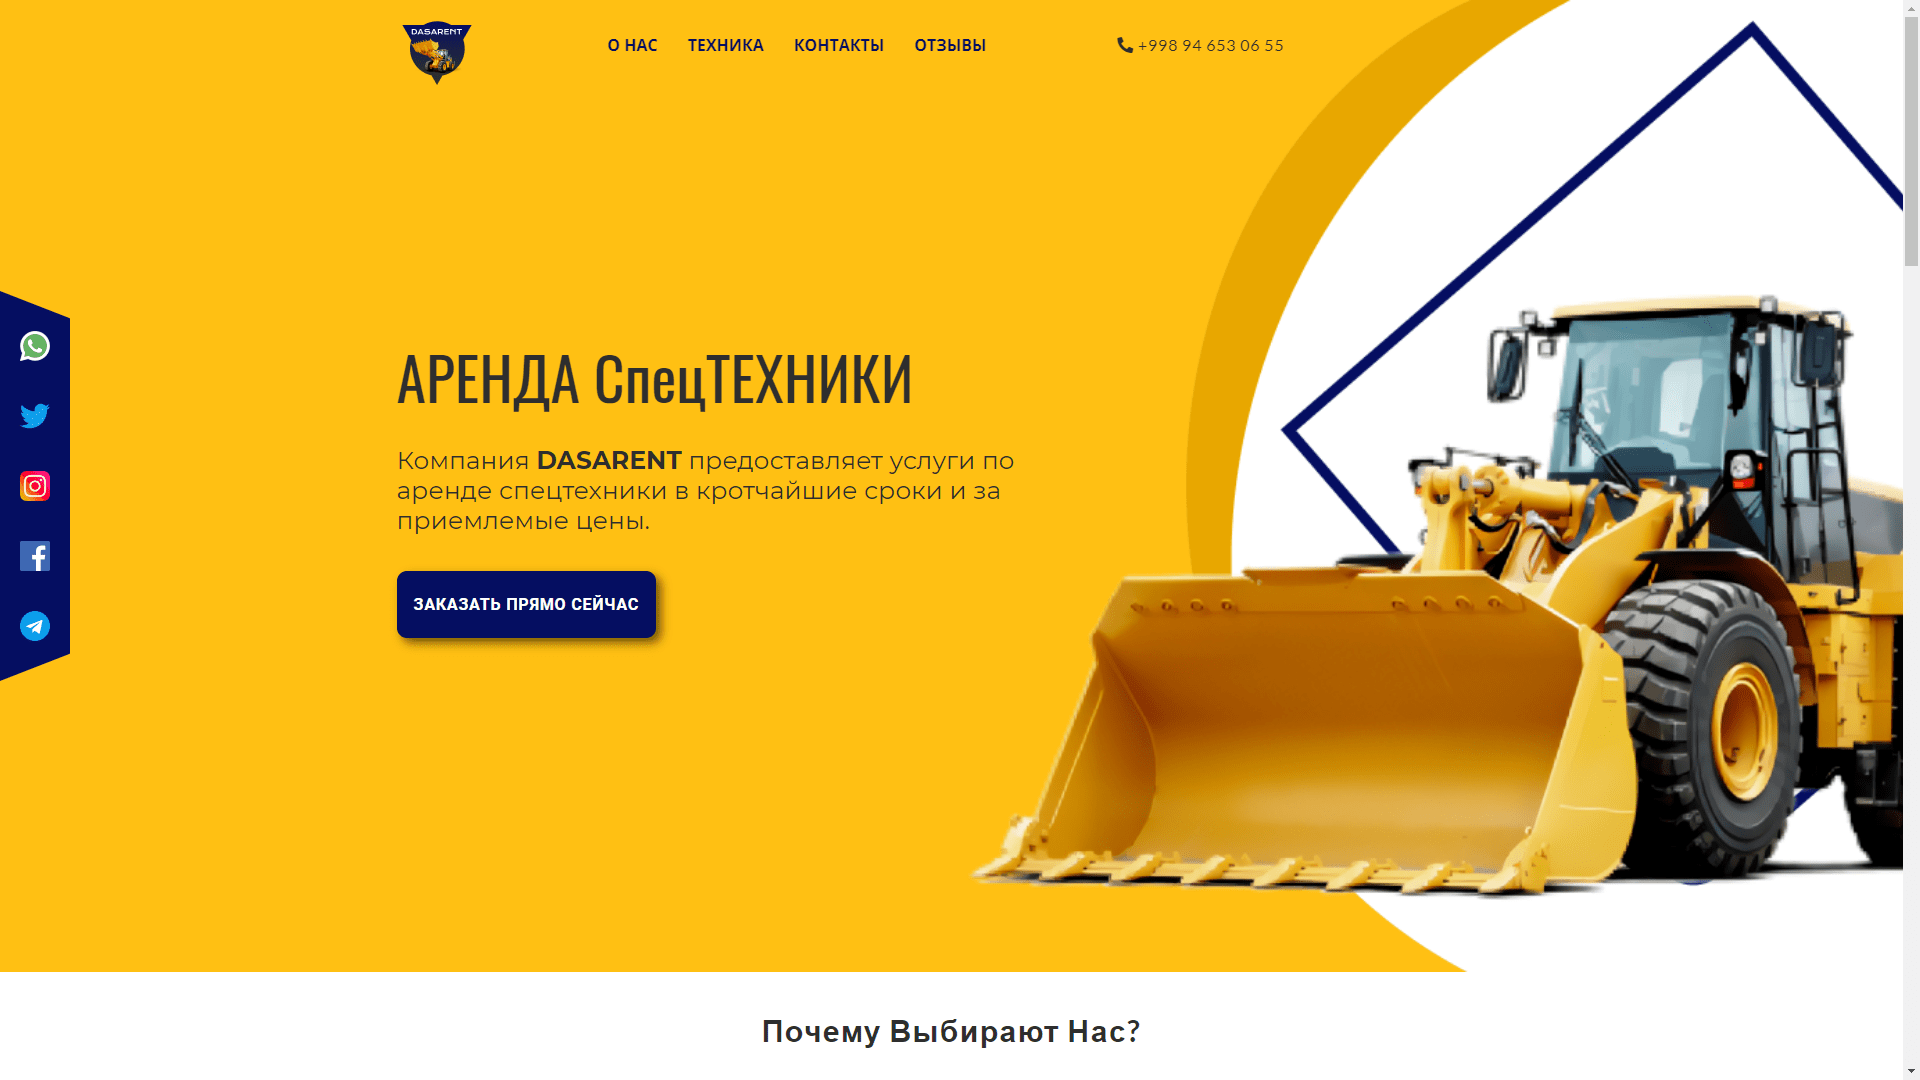 DASARENT
О НАС
ТЕХНИКА
КОНТАКТЫ
ОТЗЫВЫ
+998 94 653 06 55
АРЕНДА СпецТЕХНИКИ
Компания DASARENT предоставляет услуги по
аренде спецтехники в кротчайшие сроки и за
приемлемые цены.
ЗАКАЗАТЬ ПРЯМО СЕЙЧАС
Почему Выбирают Нас?